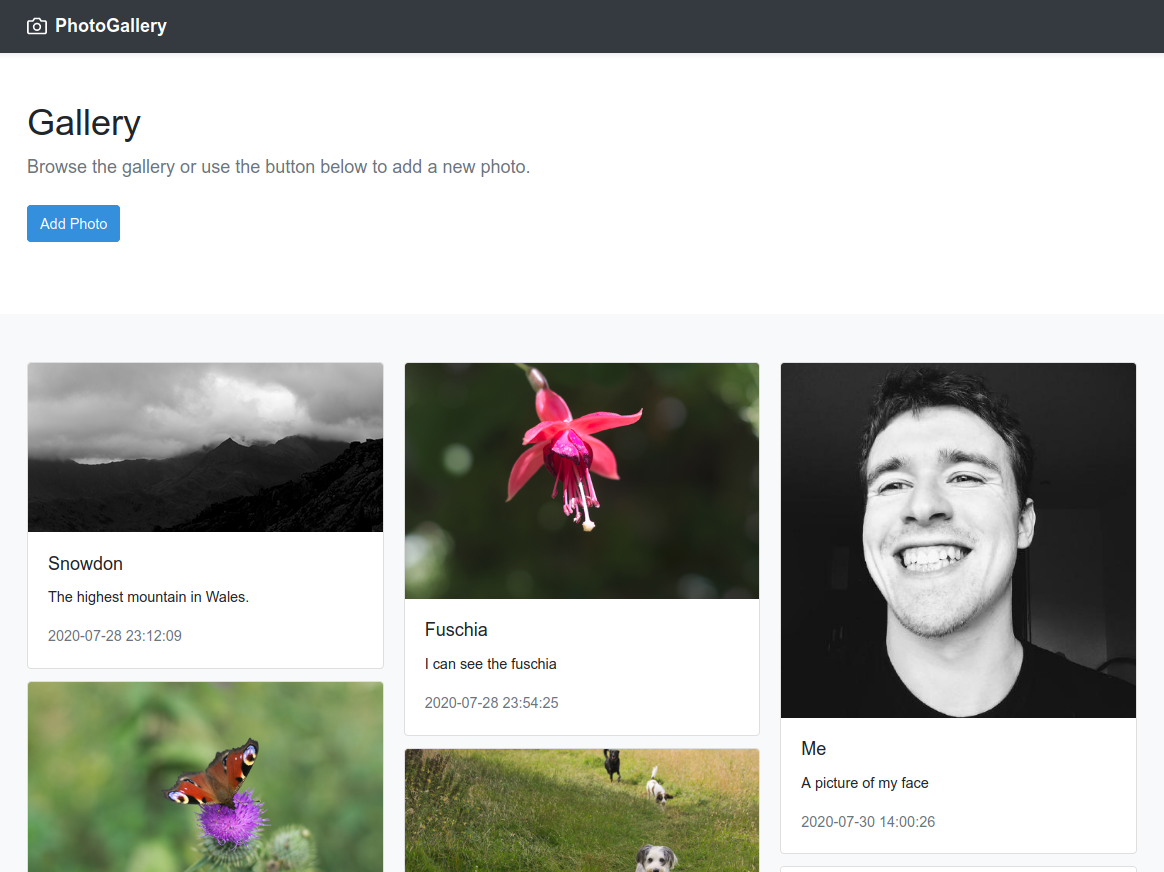 PhotoGallery
Gallery
Browse the gallery or use the button below to add a new photo.
Add Photo
Snowdon
The highest mountain in Wales.
2020-07-28 23:12:09
Fuschia
I can see the fuschia
2020-07-28 23:54:25
Me
A picture of my face
2020-07-30 14:00:26